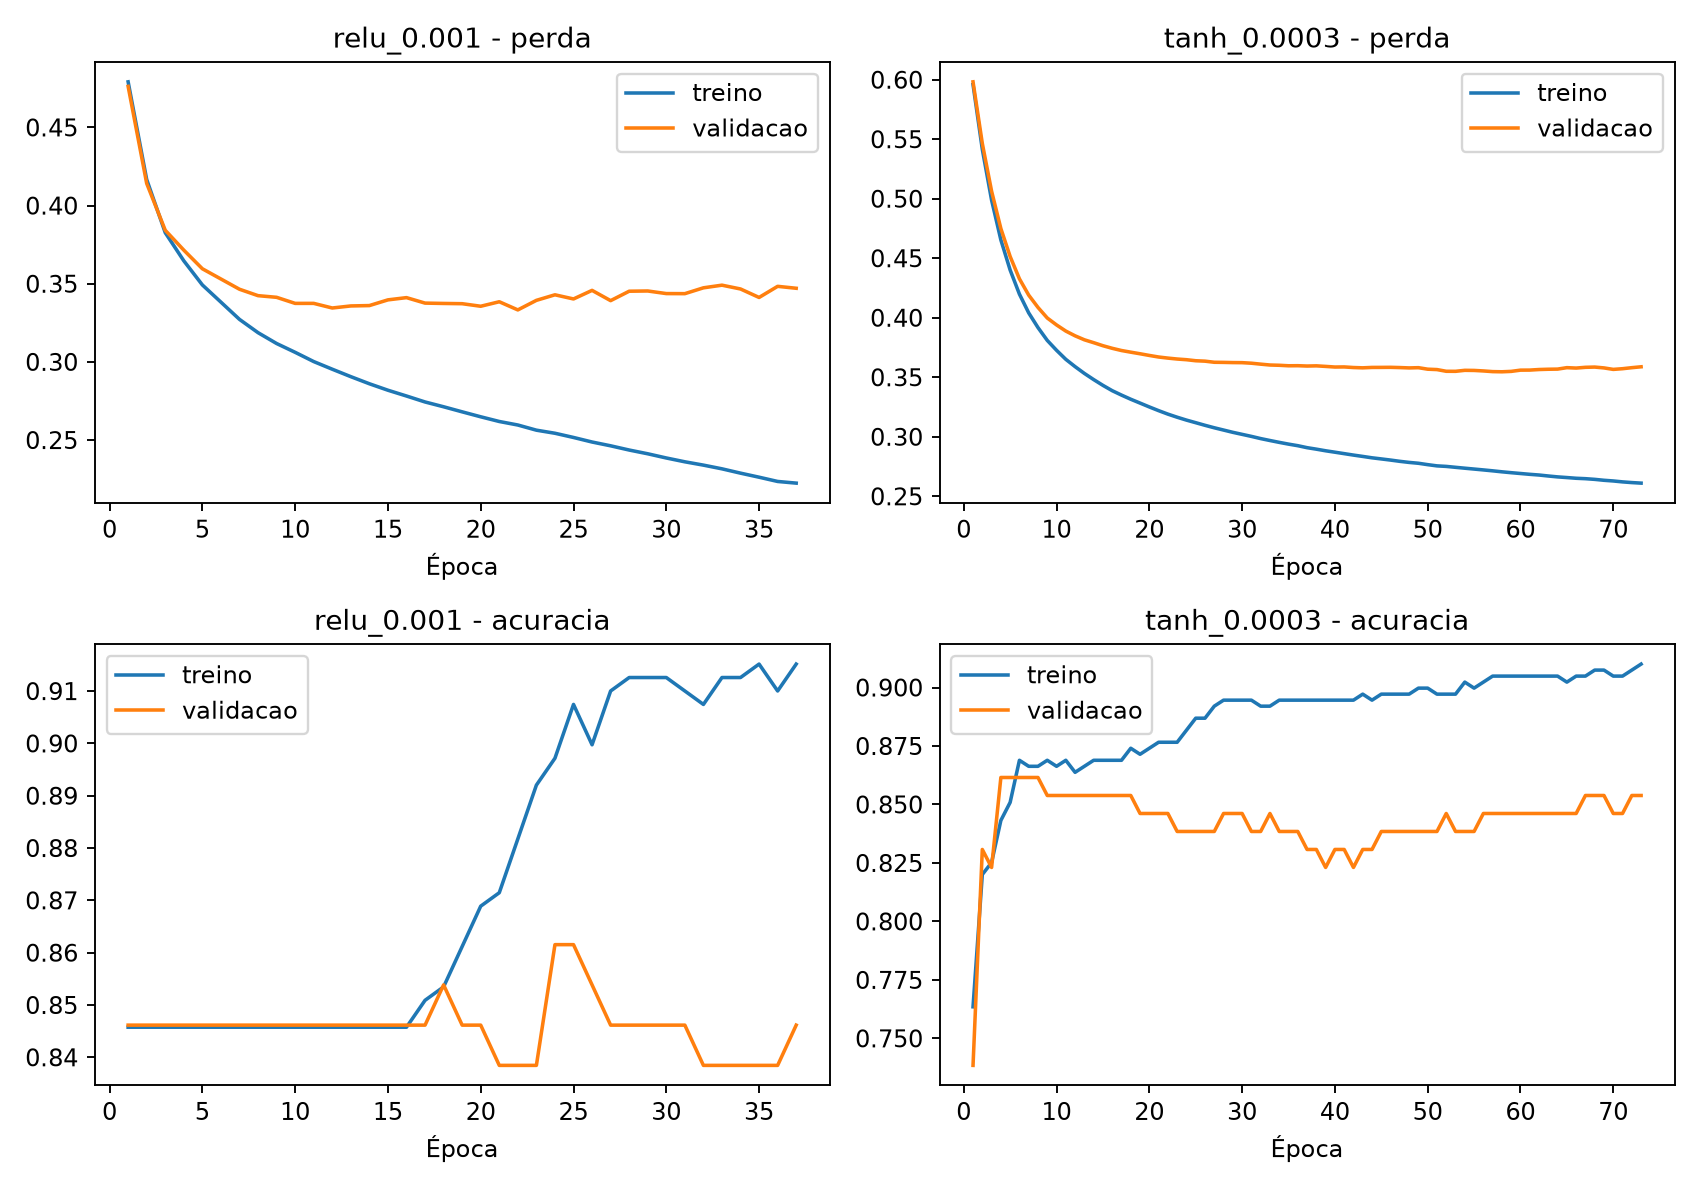 relu_0.001 - perda
treino
validacao
0.45
0.40
0.35
0.30
0.25
0 5 10 15 20 25 30 35
Época
tanh_0.0003 - perda
treino
validacao
0.60
0.55
0.50
0.45
0.40
0.35
0.30
0.25
0 10 20 30 40 50 60 70
Época
relu_0.001 - acuracia
treino
validacao
0.91
0.90
0.89
0.88
0.87
0.86
0.85
0.84
0 5 10 15 20 25 30 35
Época
tanh_0.0003 - acuracia
treino
validacao
0.900
0.875
0.850
0.825
0.800
0.775
0.750
0 10 20 30 40 50 60 70
Época